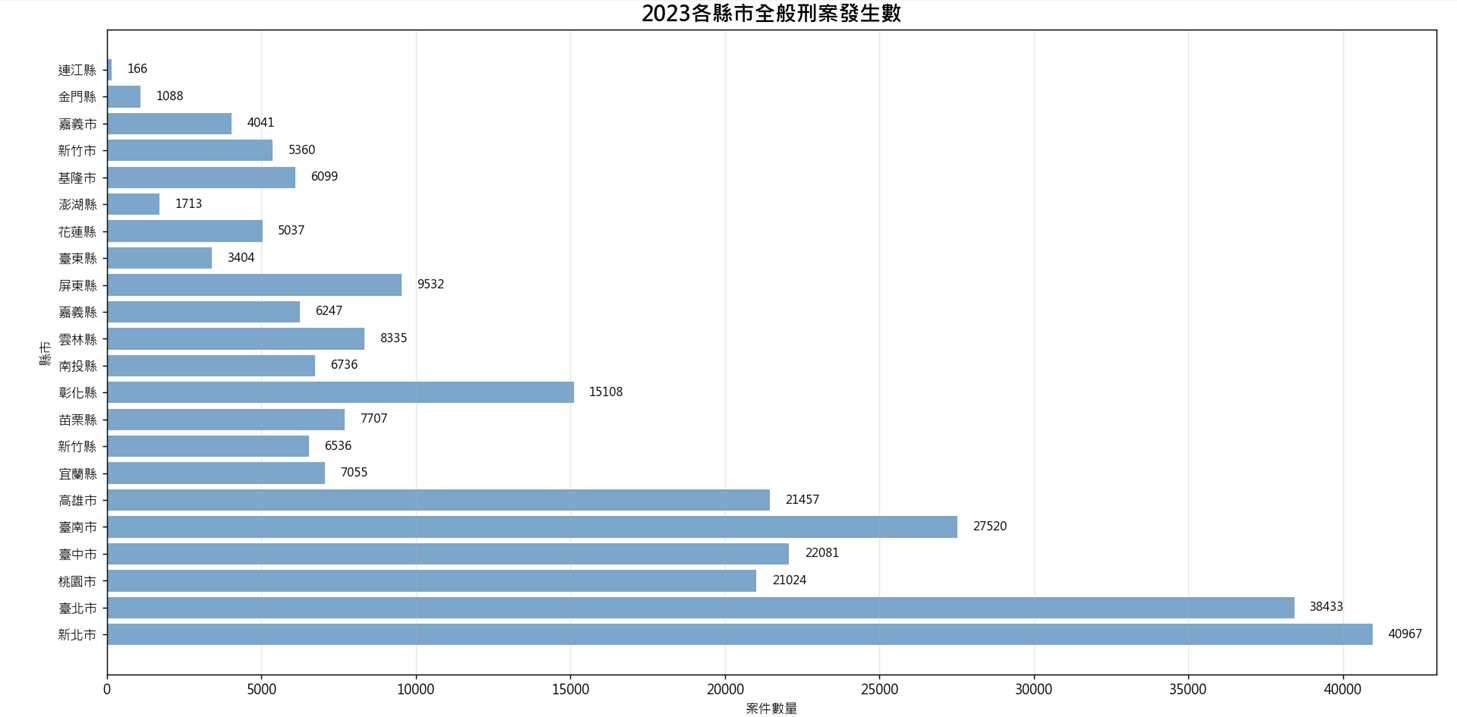 2023各縣市全般刑案發生數
連江縣 166
金門縣 1088
嘉義市 4041
新竹市 5360
基隆市 6099
澎湖縣 1713
花蓮縣 5037
臺東縣 3404
屏東縣 9532
嘉義縣 6247
雲林縣 8335
縣市
南投縣 6736
彰化縣 15108
苗栗縣 7707
新竹縣 6536
宜蘭縣 7055
高雄市 21457
臺南市 27520
臺中市 22081
桃園市 21024
臺北市 38433
新北市 40967
0 5000 10000 15000 20000 25000 30000 35000 40000
案件數量